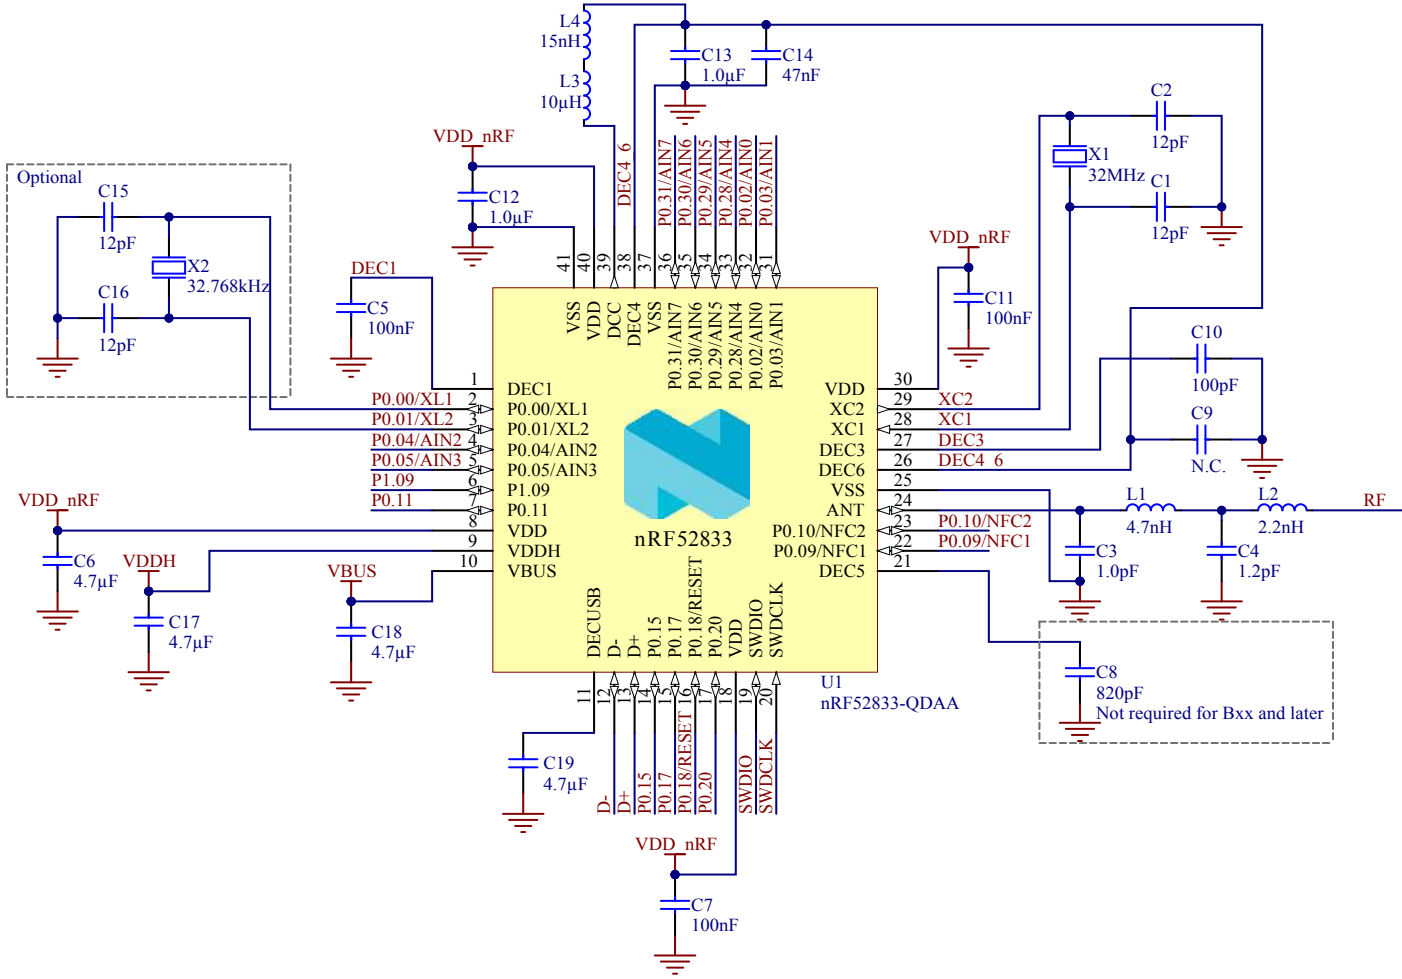 L4
15nH
L3
10µH
C13
1.0µF
C14
47nF
VDD_nRF
C12
1.0µF
DEC4_6
P0.31/AIN7
P0.30/AIN6
P0.29/AIN5
P0.28/AIN4
P0.02/AIN0
P0.03/AIN1
C2
12pF
X1
32MHz
C1
12pF
Optional
C15
12pF
X2
32.768kHz
C16
12pF
DEC1
C5
100nF
VDD_nRF
C11
100nF
C10
100pF
C9
N.C.
41
40
39
38
37
36
35
34
33
32
31
VSS
VDD
DCC
DEC4
VSS
P0.31/AIN7
P0.30/AIN6
P0.29/AIN5
P0.28/AIN4
P0.02/AIN0
P0.03/AIN1
1
DEC1
P0.00/XL1
2
P0.00/XL1
P0.01/XL2
3
P0.01/XL2
P0.04/AIN2
4
P0.04/AIN2
P0.05/AIN3
5
P0.05/AIN3
P1.09
6
P1.09
P0.11
7
P0.11
8
VDD
9
VDDH
10
VBUS
VDD
30
XC2
29
XC2
XC1
28
XC1
DEC3
27
DEC3
DEC6
26
DEC4_6
VSS
25
ANT
24
P0.10/NFC2
23
P0.10/NFC2
P0.09/NFC1
22
P0.09/NFC1
DEC5
21
nRF52833
VDD_nRF
C6
4.7µF
VDDH
C17
4.7µF
VBUS
C18
4.7µF
L1
4.7nH
L2
2.2nH
RF
C3
1.0pF
C4
1.2pF
C8
820pF
Not required for Bxx and later
DECUSB
D-
D+
P0.15
P0.17
P0.18/RESET
P0.20
VDD
SWDIO
SWDCLK
U1
nRF52833-QDAA
11
12
13
14
15
16
17
18
19
20
C19
4.7µF
D-
D+
P0.15
P0.17
P0.18/RESET
P0.20
SWDIO
SWDCLK
VDD_nRF
C7
100nF